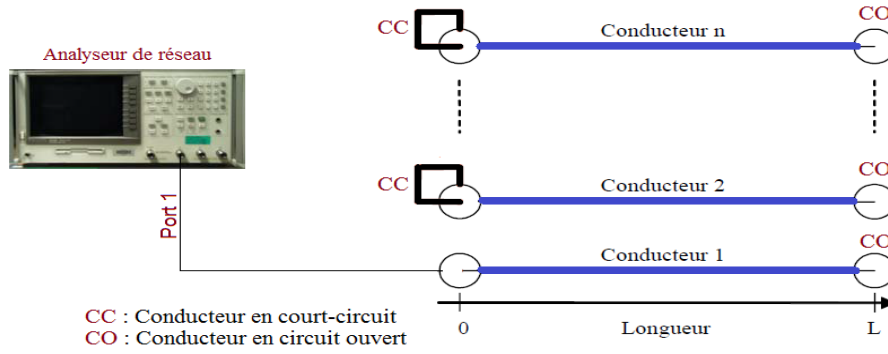 CC
Conducteur n
CO
Analyseur de réseau
CC
Conducteur 2
CO
Port 1
Conducteur 1
CO
CC : Conducteur en court-circuit
CO : Conducteur en circuit ouvert
0
Longueur
L